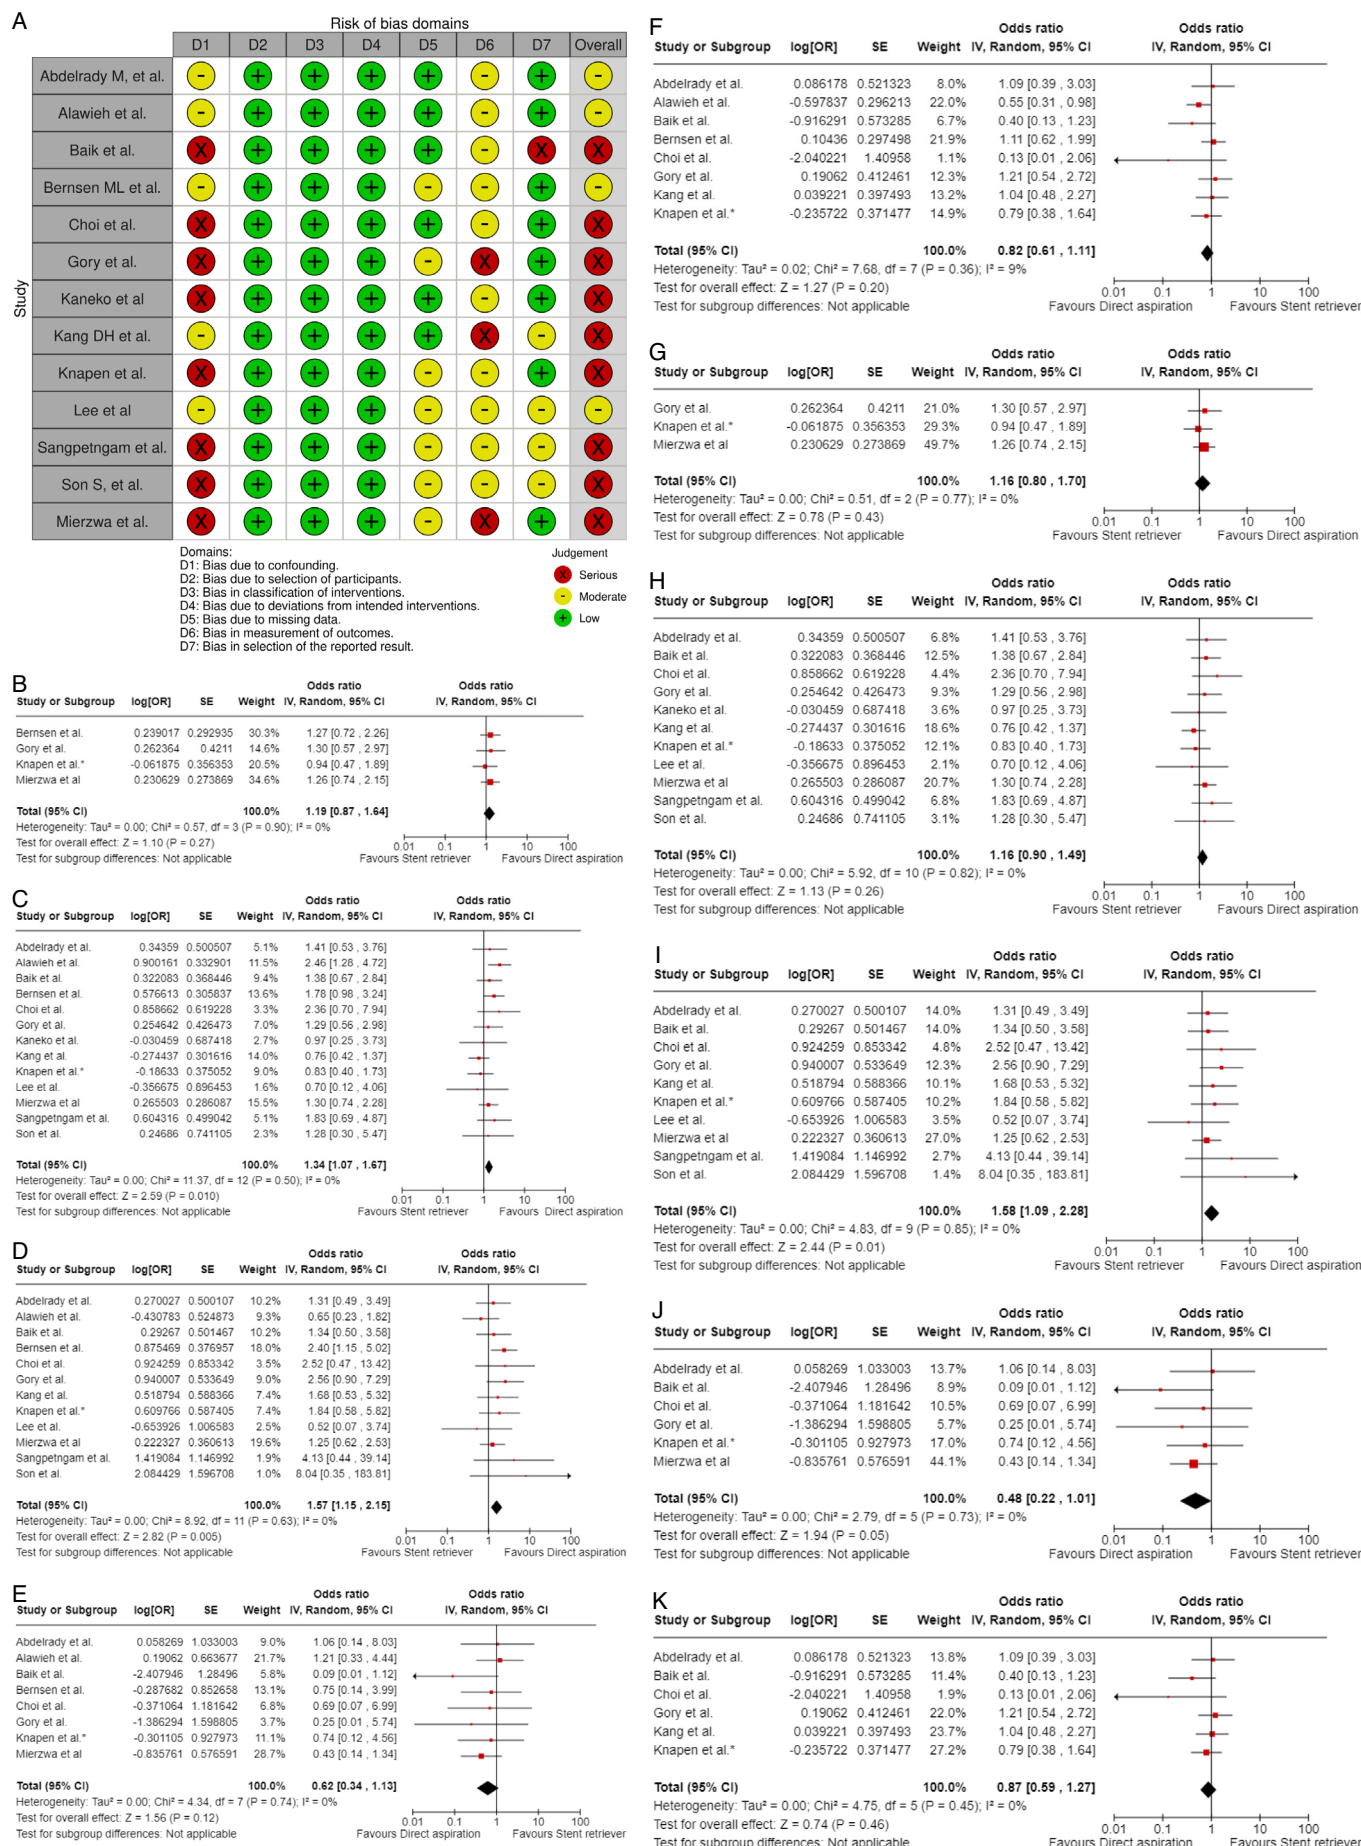 A
Risk of bias domains
D1 D2 D3 D4 D5 D6 D7 Overall
Study
Abdelrady M, et al. - + + + + - + -
Alawieh et al. - + + + + - + -
Baik et al. X + + + + - X X
Bernsen ML et al. - + + + - - + -
Choi et al. X + + + + - + X
Gory et al. X + + + - X + X
Kaneko et al X + + + + - + X
Kang DH et al. - + + + + X - X
Knapen et al. X + + + - - + X
Lee et al - + + + - - - -
Sangpetngam et al. X + + + - - - X
Son S, et al. X + + + - - - X
Mierzwa et al. X + + + - X + X
Domains:
D1: Bias due to confounding.
D2: Bias due to selection of participants.
D3: Bias in classification of interventions.
D4: Bias due to deviations from intended interventions.
D5: Bias due to missing data.
D6: Bias in measurement of outcomes.
D7: Bias in selection of the reported result.
Judgement
X Serious
- Moderate
+ Low
B
Odds ratio Odds ratio
Study or Subgroup log[OR] SE Weight IV, Random, 95% CI IV, Random, 95% CI
Bernsen et al. 0.239017 0.292935 30.3% 1.27 [0.72 , 2.26]
Gory et al. 0.262364 0.4211 14.6% 1.30 [0.57 , 2.97]
Knapen et al.* -0.061875 0.356353 20.5% 0.94 [0.47 , 1.89]
Mierzwa et al 0.230629 0.273869 34.6% 1.26 [0.74 , 2.15]
Total (95% CI) 100.0% 1.19 [0.87 , 1.64]
Heterogeneity: Tau² = 0.00; Chi² = 0.57, df = 3 (P = 0.90); I² = 0%
Test for overall effect: Z = 1.10 (P = 0.27)
Test for subgroup differences: Not applicable
0.01 0.1 1 10 100
Favours Stent retriever Favours Direct aspiration
C
Odds ratio Odds ratio
Study or Subgroup log[OR] SE Weight IV, Random, 95% CI IV, Random, 95% CI
Abdelrady et al. 0.34359 0.500507 5.1% 1.41 [0.53 , 3.76]
Alawieh et al. 0.900161 0.332901 11.5% 2.46 [1.28 , 4.72]
Baik et al. 0.322083 0.368446 9.4% 1.38 [0.67 , 2.84]
Bernsen et al. 0.576613 0.305837 13.6% 1.78 [0.98 , 3.24]
Choi et al. 0.858662 0.619228 3.3% 2.36 [0.70 , 7.94]
Gory et al. 0.254642 0.426473 7.0% 1.29 [0.56 , 2.98]
Kaneko et al. -0.030459 0.687418 2.7% 0.97 [0.25 , 3.73]
Kang et al. -0.274437 0.301616 14.0% 0.76 [0.42 , 1.37]
Knapen et al.* -0.18633 0.375052 9.0% 0.83 [0.40 , 1.73]
Lee et al. -0.356675 0.896453 1.6% 0.70 [0.12 , 4.06]
Mierzwa et al 0.265503 0.286087 15.5% 1.30 [0.74 , 2.28]
Sangpetngam et al. 0.604316 0.499042 5.1% 1.83 [0.69 , 4.87]
Son et al. 0.24686 0.741105 2.3% 1.28 [0.30 , 5.47]
Total (95% CI) 100.0% 1.34 [1.07 , 1.67]
Heterogeneity: Tau² = 0.00; Chi² = 11.37, df = 12 (P = 0.50); I² = 0%
Test for overall effect: Z = 2.59 (P = 0.010)
Test for subgroup differences: Not applicable
0.01 0.1 1 10 100
Favours Stent retriever Favours Direct aspiration
D
Odds ratio Odds ratio
Study or Subgroup log[OR] SE Weight IV, Random, 95% CI IV, Random, 95% CI
Abdelrady et al. 0.270027 0.500107 10.2% 1.31 [0.49 , 3.49]
Alawieh et al. -0.430783 0.524873 9.3% 0.65 [0.23 , 1.82]
Baik et al. 0.29267 0.501467 10.2% 1.34 [0.50 , 3.58]
Bernsen et al. 0.875469 0.376957 18.0% 2.40 [1.15 , 5.02]
Choi et al. 0.924259 0.853342 3.5% 2.52 [0.47 , 13.42]
Gory et al. 0.940007 0.533649 9.0% 2.56 [0.90 , 7.29]
Kang et al. 0.518794 0.588366 7.4% 1.68 [0.53 , 5.32]
Knapen et al.* 0.609766 0.587405 7.4% 1.84 [0.58 , 5.82]
Lee et al. -0.653926 1.006583 2.5% 0.52 [0.07 , 3.74]
Mierzwa et al 0.222327 0.360613 19.6% 1.25 [0.62 , 2.53]
Sangpetngam et al. 1.419084 1.146992 1.9% 4.13 [0.44 , 39.14]
Son et al. 2.084429 1.596708 1.0% 8.04 [0.35 , 183.81]
Total (95% CI) 100.0% 1.57 [1.15 , 2.15]
Heterogeneity: Tau² = 0.00; Chi² = 8.92, df = 11 (P = 0.63); I² = 0%
Test for overall effect: Z = 2.82 (P = 0.005)
Test for subgroup differences: Not applicable
0.01 0.1 1 10 100
Favours Stent retriever Favours Direct aspiration
E
Odds ratio Odds ratio
Study or Subgroup log[OR] SE Weight IV, Random, 95% CI IV, Random, 95% CI
Abdelrady et al. 0.058269 1.033003 9.0% 1.06 [0.14 , 8.03]
Alawieh et al. 0.19062 0.663677 21.7% 1.21 [0.33 , 4.44]
Baik et al. -2.407946 1.28496 5.8% 0.09 [0.01 , 1.12]
Bernsen et al. -0.287682 0.852658 13.1% 0.75 [0.14 , 3.99]
Choi et al. -0.371064 1.181642 6.8% 0.69 [0.07 , 6.99]
Gory et al. -1.386294 1.598805 3.7% 0.25 [0.01 , 5.74]
Knapen et al.* -0.301105 0.927973 11.1% 0.74 [0.12 , 4.56]
Mierzwa et al -0.835761 0.576591 28.7% 0.43 [0.14 , 1.34]
Total (95% CI) 100.0% 0.62 [0.34 , 1.13]
Heterogeneity: Tau² = 0.00; Chi² = 4.34, df = 7 (P = 0.74); I² = 0%
Test for overall effect: Z = 1.56 (P = 0.12)
Test for subgroup differences: Not applicable
0.01 0.1 1 10 100
Favours Direct aspiration Favours Stent retriever
F
Odds ratio Odds ratio
Study or Subgroup log[OR] SE Weight IV, Random, 95% CI IV, Random, 95% CI
Abdelrady et al. 0.086178 0.521323 8.0% 1.09 [0.39 , 3.03]
Alawieh et al. -0.597837 0.296213 22.0% 0.55 [0.31 , 0.98]
Baik et al. -0.916291 0.573285 6.7% 0.40 [0.13 , 1.23]
Bernsen et al. 0.10436 0.297498 21.9% 1.11 [0.62 , 1.99]
Choi et al. -2.040221 1.40958 1.1% 0.13 [0.01 , 2.06]
Gory et al. 0.19062 0.412461 12.3% 1.21 [0.54 , 2.72]
Kang et al. 0.039221 0.397493 13.2% 1.04 [0.48 , 2.27]
Knapen et al.* -0.235722 0.371477 14.9% 0.79 [0.38 , 1.64]
Total (95% CI) 100.0% 0.82 [0.61 , 1.11]
Heterogeneity: Tau² = 0.02; Chi² = 7.68, df = 7 (P = 0.36); I² = 9%
Test for overall effect: Z = 1.27 (P = 0.20)
Test for subgroup differences: Not applicable
0.01 0.1 1 10 100
Favours Direct aspiration Favours Stent retriever
G
Odds ratio Odds ratio
Study or Subgroup log[OR] SE Weight IV, Random, 95% CI IV, Random, 95% CI
Gory et al. 0.262364 0.4211 21.0% 1.30 [0.57 , 2.97]
Knapen et al.* -0.061875 0.356353 29.3% 0.94 [0.47 , 1.89]
Mierzwa et al 0.230629 0.273869 49.7% 1.26 [0.74 , 2.15]
Total (95% CI) 100.0% 1.16 [0.80 , 1.70]
Heterogeneity: Tau² = 0.00; Chi² = 0.51, df = 2 (P = 0.77); I² = 0%
Test for overall effect: Z = 0.78 (P = 0.43)
Test for subgroup differences: Not applicable
0.01 0.1 1 10 100
Favours Stent retriever Favours Direct aspiration
H
Odds ratio Odds ratio
Study or Subgroup log[OR] SE Weight IV, Random, 95% CI IV, Random, 95% CI
Abdelrady et al. 0.34359 0.500507 6.8% 1.41 [0.53 , 3.76]
Baik et al. 0.322083 0.368446 12.5% 1.38 [0.67 , 2.84]
Choi et al. 0.858662 0.619228 4.4% 2.36 [0.70 , 7.94]
Gory et al. 0.254642 0.426473 9.3% 1.29 [0.56 , 2.98]
Kaneko et al. -0.030459 0.687418 3.6% 0.97 [0.25 , 3.73]
Kang et al. -0.274437 0.301616 18.6% 0.76 [0.42 , 1.37]
Knapen et al.* -0.18633 0.375052 12.1% 0.83 [0.40 , 1.73]
Lee et al. -0.356675 0.896453 2.1% 0.70 [0.12 , 4.06]
Mierzwa et al 0.265503 0.286087 20.7% 1.30 [0.74 , 2.28]
Sangpetngam et al. 0.604316 0.499042 6.8% 1.83 [0.69 , 4.87]
Son et al. 0.24686 0.741105 3.1% 1.28 [0.30 , 5.47]
Total (95% CI) 100.0% 1.16 [0.90 , 1.49]
Heterogeneity: Tau² = 0.00; Chi² = 5.92, df = 10 (P = 0.82); I² = 0%
Test for overall effect: Z = 1.13 (P = 0.26)
Test for subgroup differences: Not applicable
0.01 0.1 1 10 100
Favours Stent retriever Favours Direct aspiration
I
Odds ratio Odds ratio
Study or Subgroup log[OR] SE Weight IV, Random, 95% CI IV, Random, 95% CI
Abdelrady et al. 0.270027 0.500107 14.0% 1.31 [0.49 , 3.49]
Baik et al. 0.29267 0.501467 14.0% 1.34 [0.50 , 3.58]
Choi et al. 0.924259 0.853342 4.8% 2.52 [0.47 , 13.42]
Gory et al. 0.940007 0.533649 12.3% 2.56 [0.90 , 7.29]
Kang et al. 0.518794 0.588366 10.1% 1.68 [0.53 , 5.32]
Knapen et al.* 0.609766 0.587405 10.2% 1.84 [0.58 , 5.82]
Lee et al. -0.653926 1.006583 3.5% 0.52 [0.07 , 3.74]
Mierzwa et al 0.222327 0.360613 27.0% 1.25 [0.62 , 2.53]
Sangpetngam et al. 1.419084 1.146992 2.7% 4.13 [0.44 , 39.14]
Son et al. 2.084429 1.596708 1.4% 8.04 [0.35 , 183.81]
Total (95% CI) 100.0% 1.58 [1.09 , 2.28]
Heterogeneity: Tau² = 0.00; Chi² = 4.83, df = 9 (P = 0.85); I² = 0%
Test for overall effect: Z = 2.44 (P = 0.01)
Test for subgroup differences: Not applicable
0.01 0.1 1 10 100
Favours Stent retriever Favours Direct aspiration
J
Odds ratio Odds ratio
Study or Subgroup log[OR] SE Weight IV, Random, 95% CI IV, Random, 95% CI
Abdelrady et al. 0.058269 1.033003 13.7% 1.06 [0.14 , 8.03]
Baik et al. -2.407946 1.28496 8.9% 0.09 [0.01 , 1.12]
Choi et al. -0.371064 1.181642 10.5% 0.69 [0.07 , 6.99]
Gory et al. -1.386294 1.598805 5.7% 0.25 [0.01 , 5.74]
Knapen et al.* -0.301105 0.927973 17.0% 0.74 [0.12 , 4.56]
Mierzwa et al -0.835761 0.576591 44.1% 0.43 [0.14 , 1.34]
Total (95% CI) 100.0% 0.48 [0.22 , 1.01]
Heterogeneity: Tau² = 0.00; Chi² = 2.79, df = 5 (P = 0.73); I² = 0%
Test for overall effect: Z = 1.94 (P = 0.05)
Test for subgroup differences: Not applicable
0.01 0.1 1 10 100
Favours Direct aspiration Favours Stent retriever
K
Odds ratio Odds ratio
Study or Subgroup log[OR] SE Weight IV, Random, 95% CI IV, Random, 95% CI
Abdelrady et al. 0.086178 0.521323 13.8% 1.09 [0.39 , 3.03]
Baik et al. -0.916291 0.573285 11.4% 0.40 [0.13 , 1.23]
Choi et al. -2.040221 1.40958 1.9% 0.13 [0.01 , 2.06]
Gory et al. 0.19062 0.412461 22.0% 1.21 [0.54 , 2.72]
Kang et al. 0.039221 0.397493 23.7% 1.04 [0.48 , 2.27]
Knapen et al.* -0.235722 0.371477 27.2% 0.79 [0.38 , 1.64]
Total (95% CI) 100.0% 0.87 [0.59 , 1.27]
Heterogeneity: Tau² = 0.00; Chi² = 4.75, df = 5 (P = 0.45); I² = 0%
Test for overall effect: Z = 0.74 (P = 0.46)
Test for subgroup differences: Not applicable
0.01 0.1 1 10 100
Favours Direct aspiration Favours Stent retriever